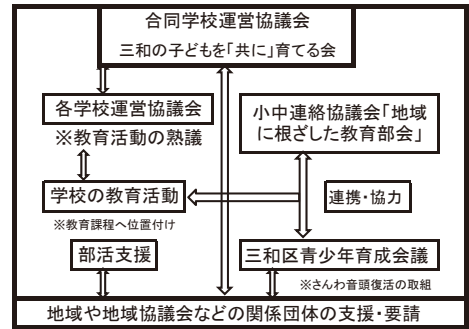 合同学校運営協議会
三和の子どもを｢共に｣育てる会
各学校運営協議会
※教育活動の熟議
小中連絡協議会｢地域
に根ざした教育部会｣
学校の教育活動
※教育課程へ位置付け
連携・協力
部活支援
三和区青少年育成会議
※さんわ音頭復活の取組
地域や地域協議会などの関係団体の支援・要請